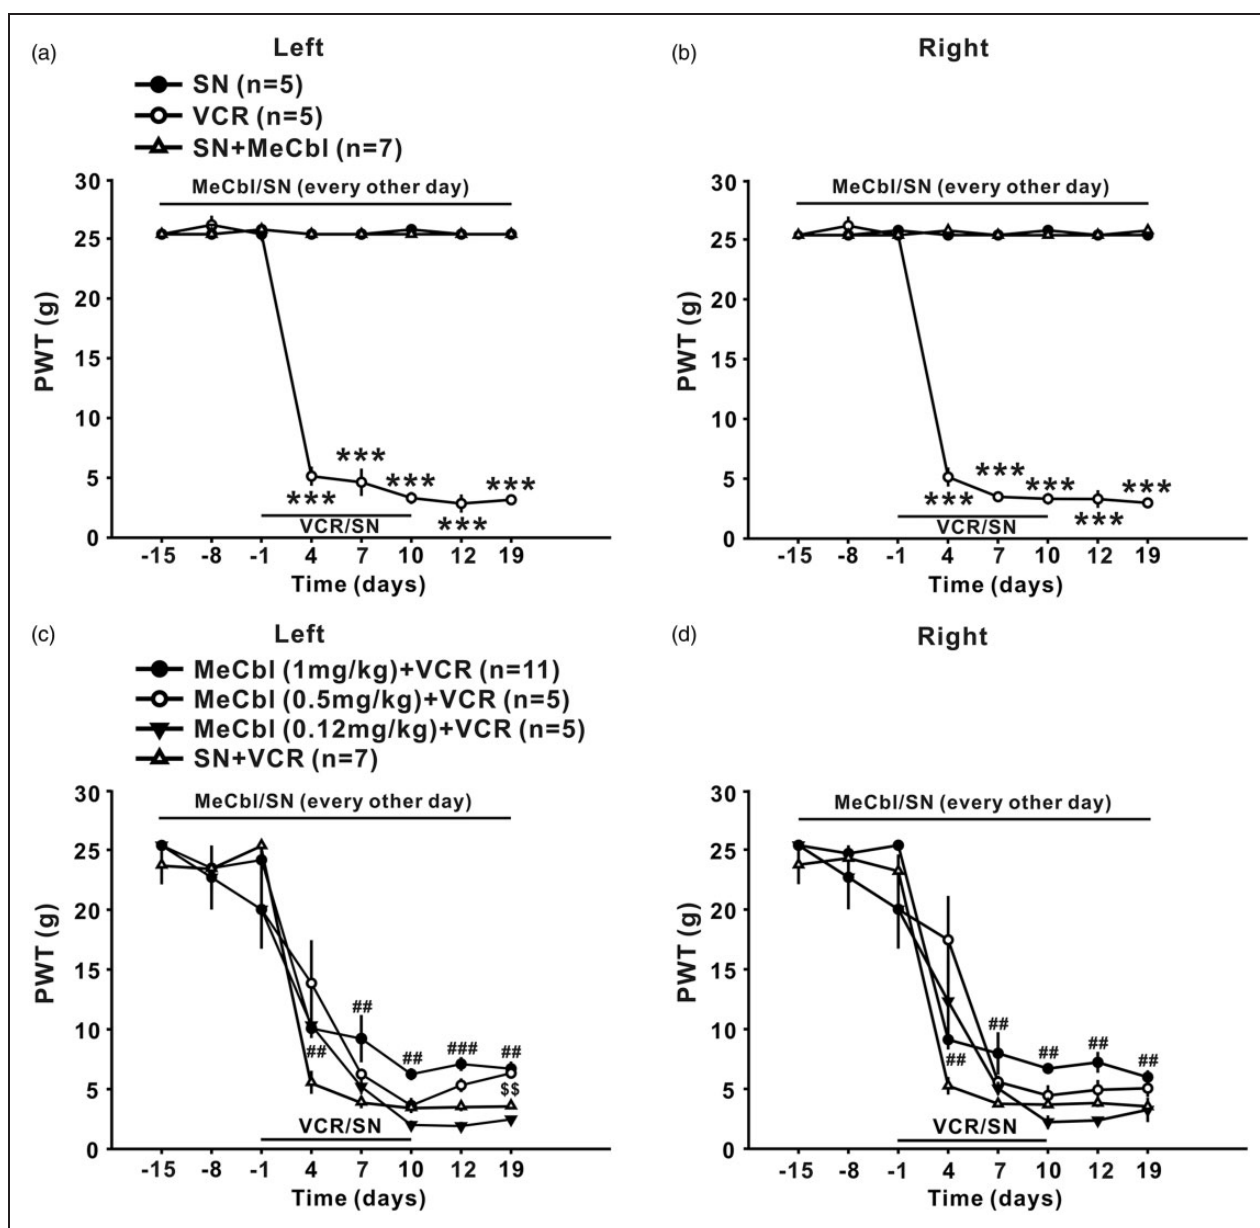 (a)
Left
SN (n=5)
VCR (n=5)
SN+MeCbl (n=7)
MeCbl/SN (every other day)
30
25
20
15
10
5
0
PWT (g)
***
***
***
***
***
VCR/SN
-15 -8 -1 4 7 10 12 19
Time (days)
(b)
Right
MeCbl/SN (every other day)
30
25
20
15
10
5
0
PWT (g)
***
***
***
***
***
VCR/SN
-15 -8 -1 4 7 10 12 19
Time (days)
(c)
Left
MeCbl (1mg/kg)+VCR (n=11)
MeCbl (0.5mg/kg)+VCR (n=5)
MeCbl (0.12mg/kg)+VCR (n=5)
SN+VCR (n=7)
MeCbl/SN (every other day)
30
25
20
15
10
5
0
PWT (g)
##
##
##
###
##
$$
VCR/SN
-15 -8 -1 4 7 10 12 19
Time (days)
(d)
Right
MeCbl/SN (every other day)
30
25
20
15
10
5
0
PWT (g)
##
##
##
##
##
VCR/SN
-15 -8 -1 4 7 10 12 19
Time (days)